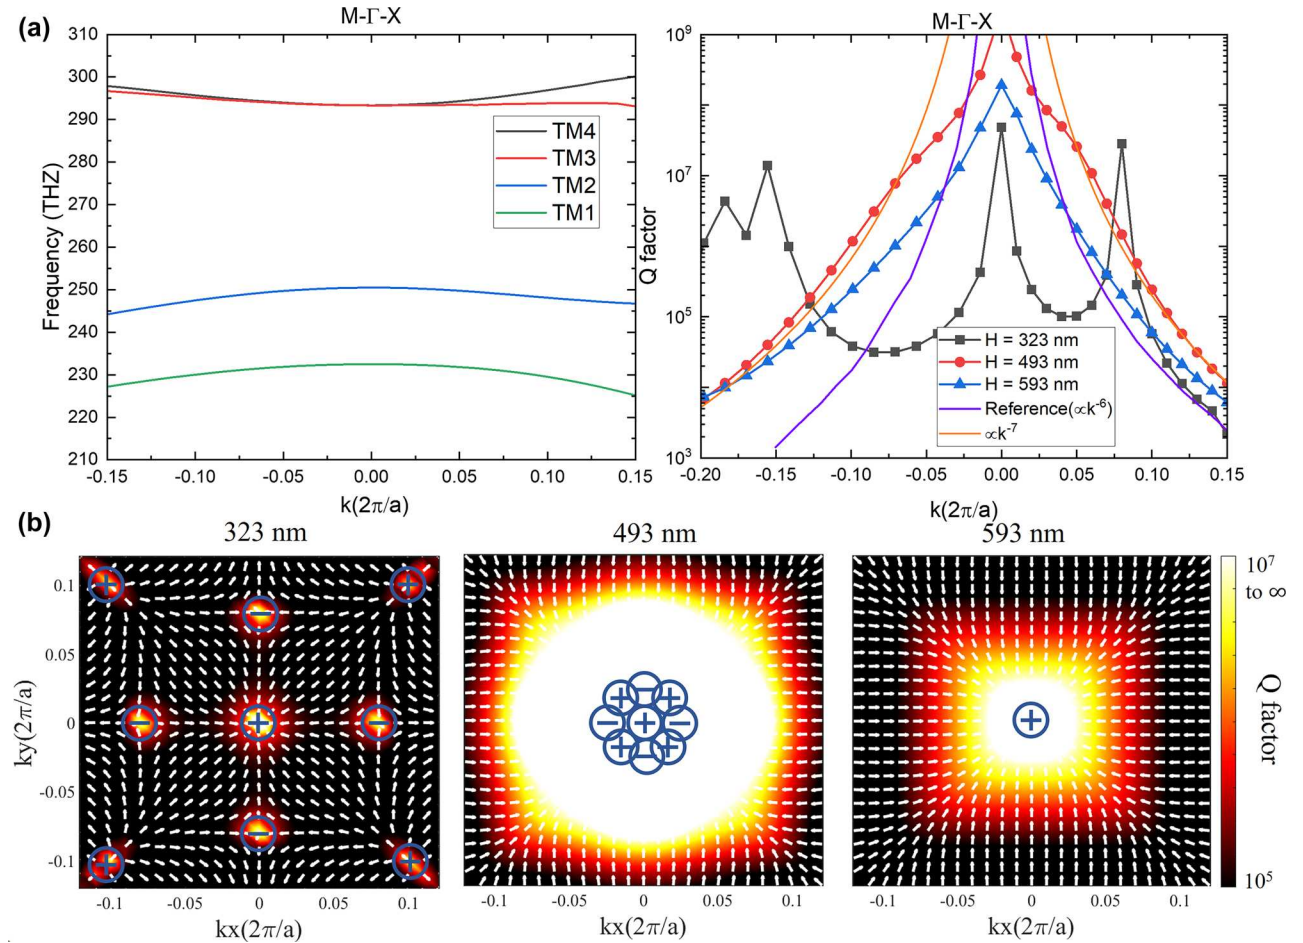 (a)
M-Γ-X
310
300
290
280
270
260
250
240
230
220
210
Frequency (THZ)
TM4
TM3
TM2
TM1
-0.15
-0.10
-0.05
0.00
0.05
0.10
0.15
k(2π/a)
M-Γ-X
10⁹
10⁷
10⁵
10³
Q factor
H = 323 nm
H = 493 nm
H = 593 nm
Reference(∝k⁻⁶)
∝k⁻⁷
-0.20
-0.15
-0.10
-0.05
0.00
0.05
0.10
0.15
k(2π/a)
(b)
323 nm
0.1
0.05
0
-0.05
-0.1
ky(2π/a)
-0.1
-0.05
0
0.05
0.1
kx(2π/a)
493 nm
-0.1
-0.05
0
0.05
0.1
kx(2π/a)
593 nm
-0.1
-0.05
0
0.05
0.1
kx(2π/a)
10⁷
to ∞
Q factor
10⁵